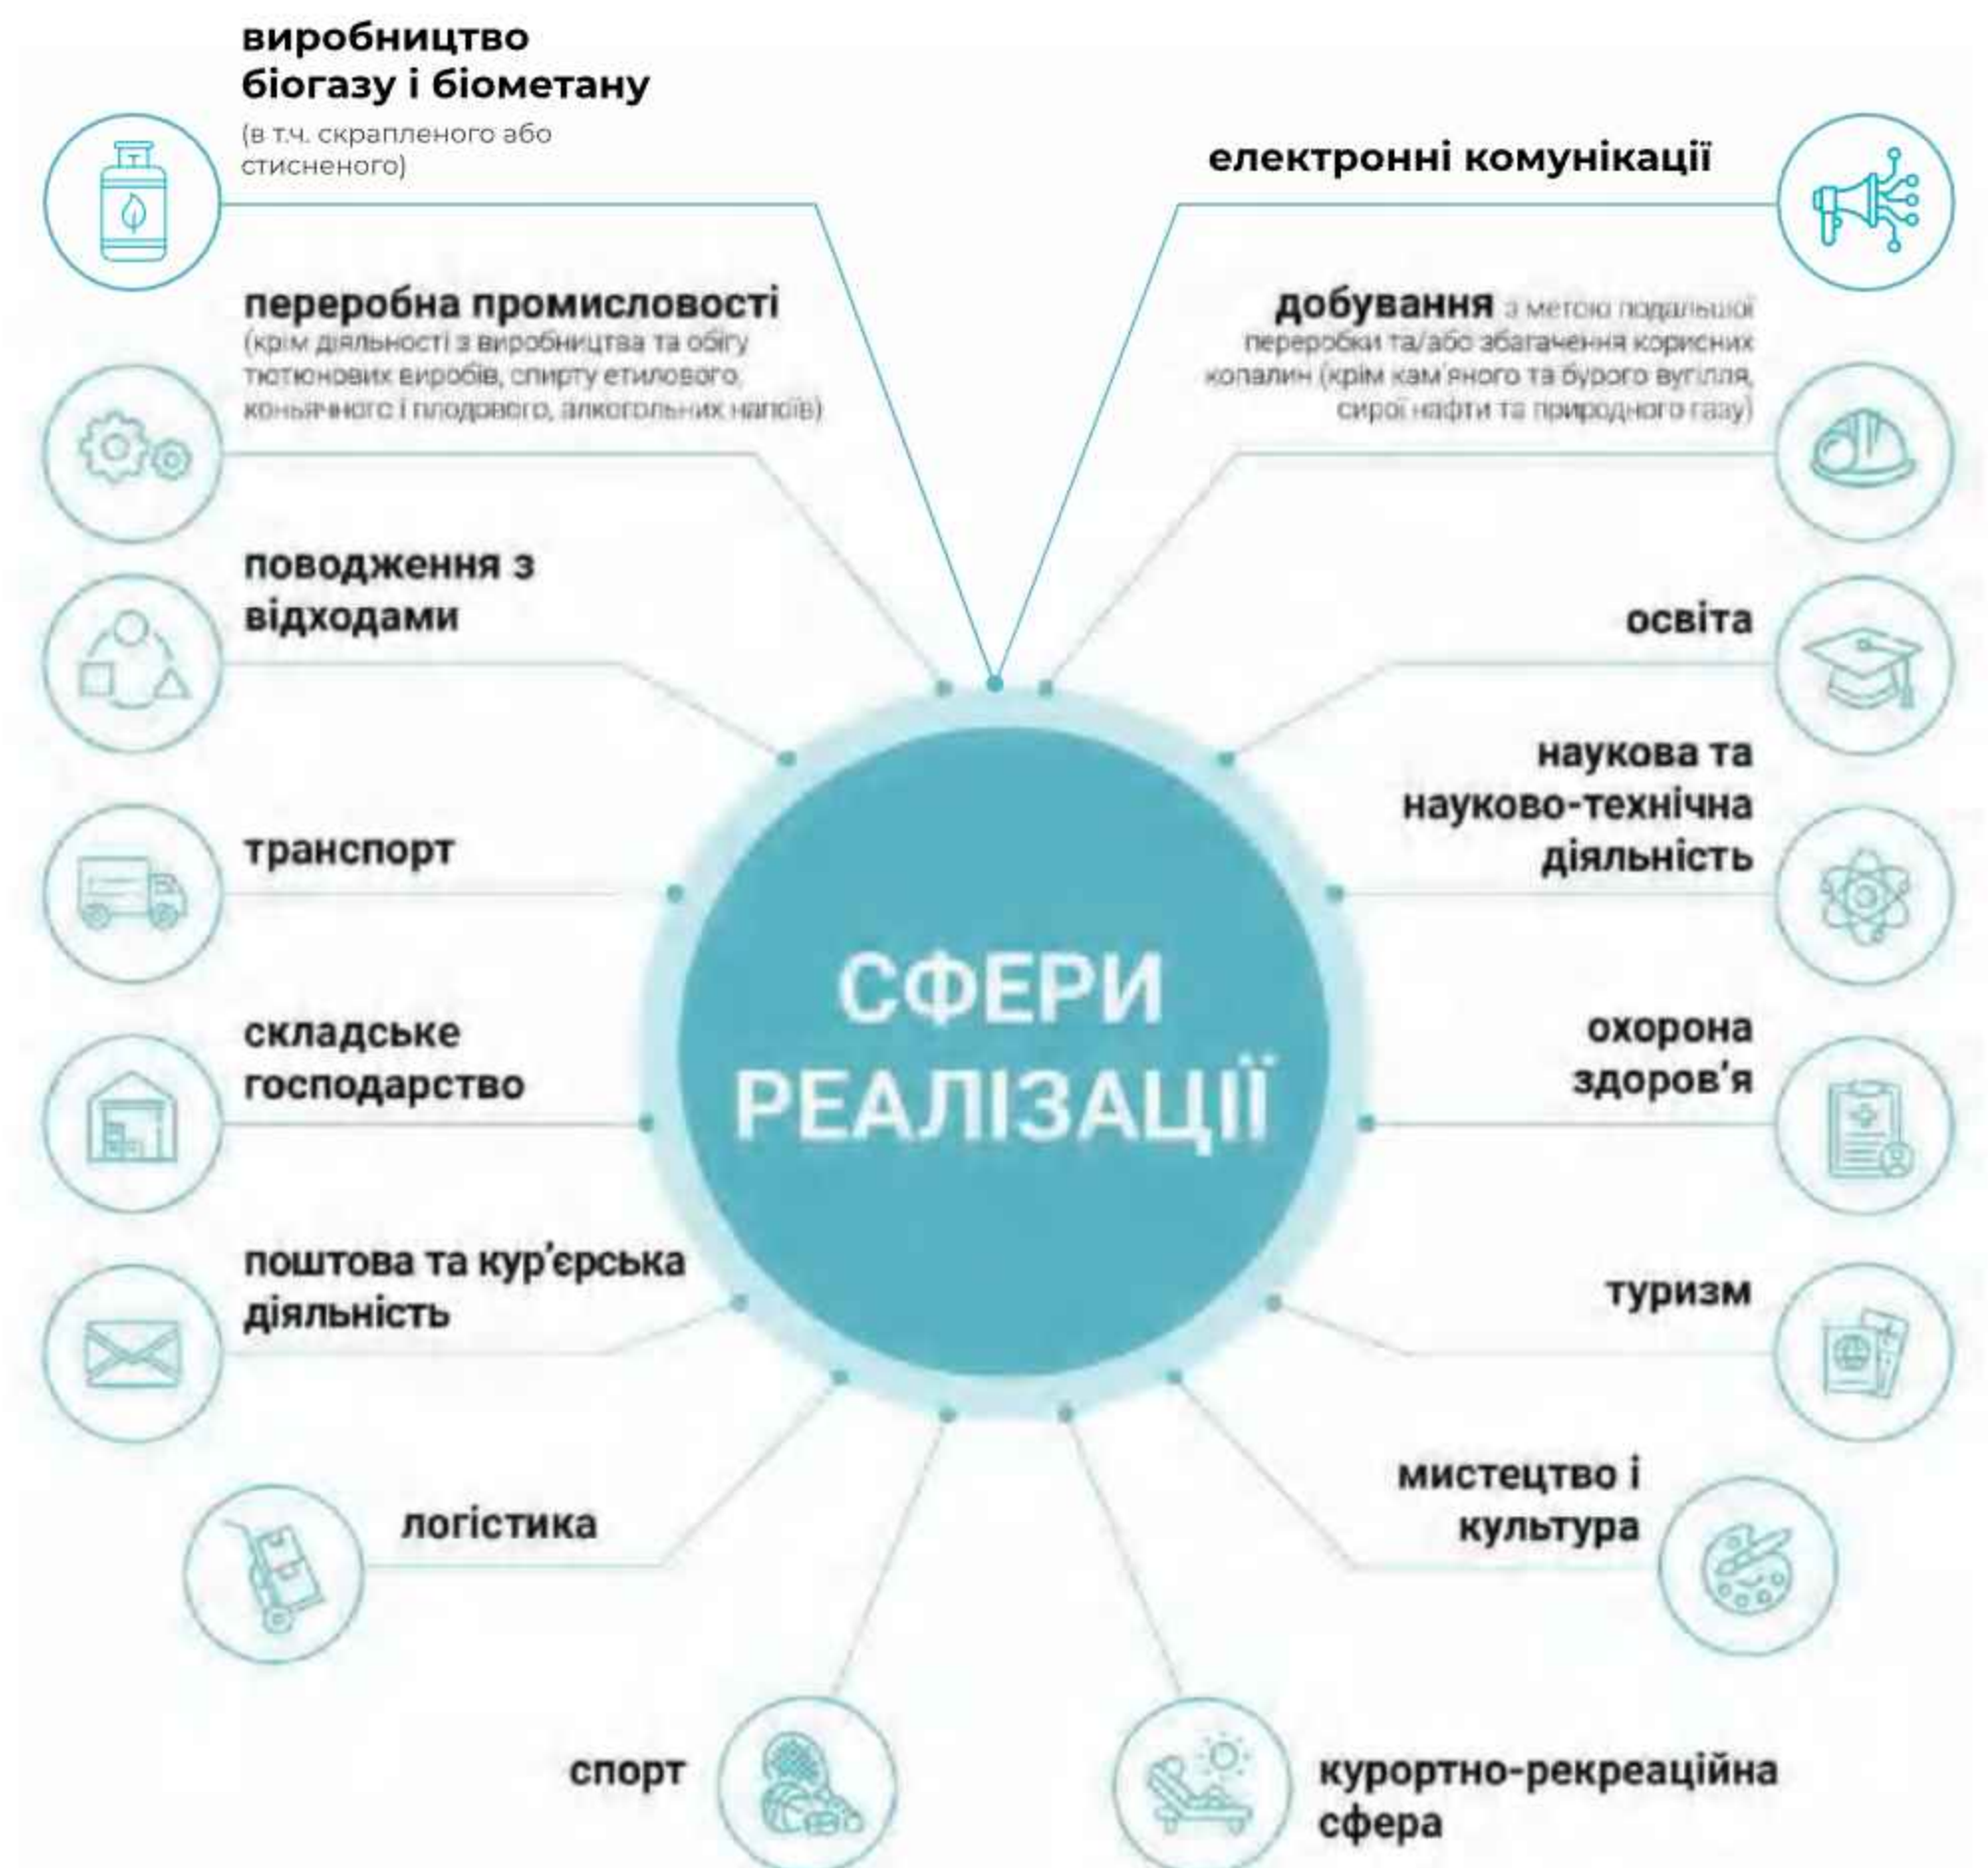 виробництво
біогазу і біометану
(в т.ч. скрапленого або
стисненого)
електронні комунікації
переробна промисловості
(крім діяльності з виробництва та обігу
тютюнових виробів, спирту етилового,
коньячного і плодового, алкогольних напоїв)
добування з метою подальшої
переробки та/або збагачення корисних
копалин (крім кам'яного та бурого вугілля,
сирої нафти та природного газу)
поводження з
відходами
освіта
наукова та
науково-технічна
діяльність
транспорт
СФЕРИ
РЕАЛІЗАЦІЇ
складське
господарство
охорона
здоров'я
поштова та кур'єрська
діяльність
туризм
логістика
мистецтво і
культура
спорт
курортно-рекреаційна
сфера